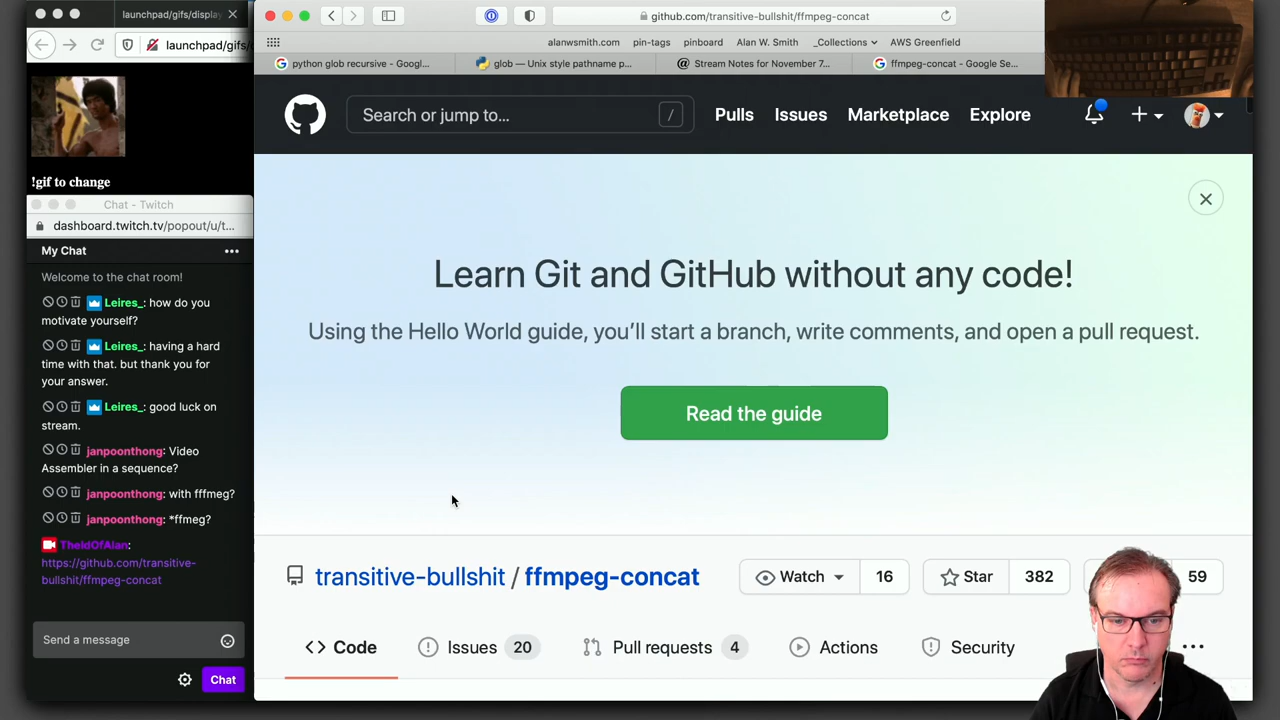 launchpad/gifs/display
launchpad/gifs/
!gif to change
Chat - Twitch
dashboard.twitch.tv/popout/u/t...
My Chat
Welcome to the chat room!
Leires_: how do you
motivate yourself?
Leires_: having a hard
time with that. but thank you for
your answer.
Leires_: good luck on
stream.
janpoonthong: Video
Assembler in a sequence?
janpoonthong: with fffmeg?
janpoonthong: *ffmeg?
TheIdOfAlan:
https://github.com/transitive-
bullshit/ffmpeg-concat
Send a message
Chat
github.com/transitive-bullshit/ffmpeg-concat
alanwsmith.com
pin-tags
pinboard
Alan W. Smith
_Collections
AWS Greenfield
python glob recursive - Googl...
glob — Unix style pathname p...
Stream Notes for November 7...
ffmpeg-concat - Google Se...
Search or jump to...
/
Pulls
Issues
Marketplace
Explore
Learn Git and GitHub without any code!
Using the Hello World guide, you’ll start a branch, write comments, and open a pull request.
Read the guide
transitive-bullshit / ffmpeg-concat
Watch
16
Star
382
59
Code
Issues 20
Pull requests 4
Actions
Security